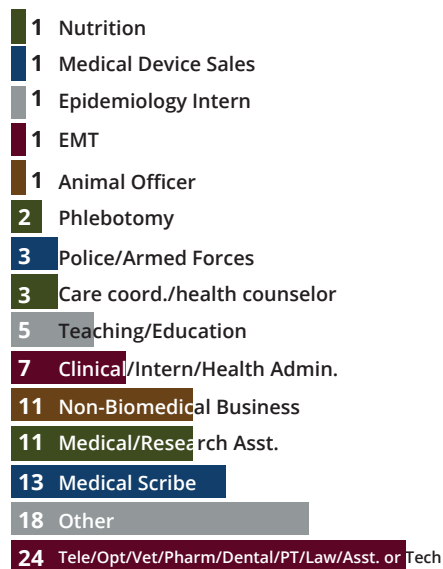 1 Nutrition
1 Medical Device Sales
1 Epidemiology Intern
1 EMT
1 Animal Officer
2 Phlebotomy
3 Police/Armed Forces
3 Care coord./health counselor
5 Teaching/Education
7 Clinical/Intern/Health Admin.
11 Non-Biomedical Business
11 Medical/Research Asst.
13 Medical Scribe
18 Other
24 Tele/Opt/Vet/Pharm/Dental/PT/Law/Asst. or Tech